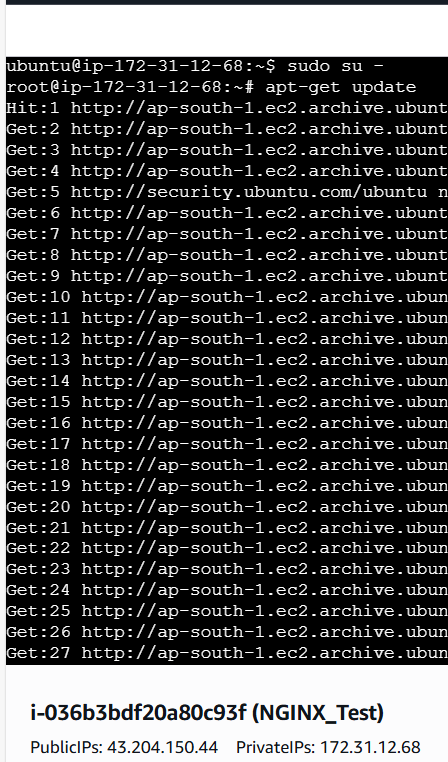 ubuntu@ip-172-31-12-68:~$ sudo su -
root@ip-172-31-12-68:~# apt-get update
Hit:1 http://ap-south-1.ec2.archive.ubunt
Get:2 http://ap-south-1.ec2.archive.ubunt
Get:3 http://ap-south-1.ec2.archive.ubunt
Get:4 http://ap-south-1.ec2.archive.ubunt
Get:5 http://security.ubuntu.com/ubuntu n
Get:6 http://ap-south-1.ec2.archive.ubunt
Get:7 http://ap-south-1.ec2.archive.ubunt
Get:8 http://ap-south-1.ec2.archive.ubunt
Get:9 http://ap-south-1.ec2.archive.ubunt
Get:10 http://ap-south-1.ec2.archive.ubun
Get:11 http://ap-south-1.ec2.archive.ubun
Get:12 http://ap-south-1.ec2.archive.ubun
Get:13 http://ap-south-1.ec2.archive.ubun
Get:14 http://ap-south-1.ec2.archive.ubun
Get:15 http://ap-south-1.ec2.archive.ubun
Get:16 http://ap-south-1.ec2.archive.ubun
Get:17 http://ap-south-1.ec2.archive.ubun
Get:18 http://ap-south-1.ec2.archive.ubun
Get:19 http://ap-south-1.ec2.archive.ubun
Get:20 http://ap-south-1.ec2.archive.ubun
Get:21 http://ap-south-1.ec2.archive.ubun
Get:22 http://ap-south-1.ec2.archive.ubun
Get:23 http://ap-south-1.ec2.archive.ubun
Get:24 http://ap-south-1.ec2.archive.ubun
Get:25 http://ap-south-1.ec2.archive.ubun
Get:26 http://ap-south-1.ec2.archive.ubun
Get:27 http://ap-south-1.ec2.archive.ubun
i-036b3bdf20a80c93f (NGINX_Test)
PublicIPs: 43.204.150.44 PrivateIPs: 172.31.12.68